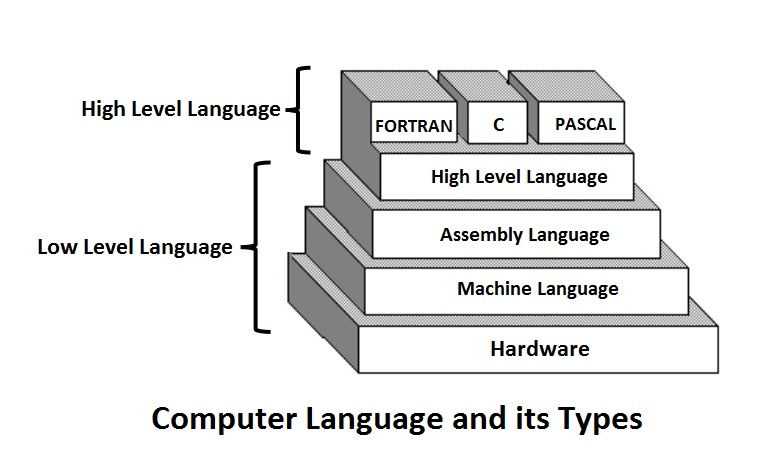 High Level Language
FORTRAN
C
PASCAL
High Level Language
Low Level Language
Assembly Language
Machine Language
Hardware
Computer Language and its Types